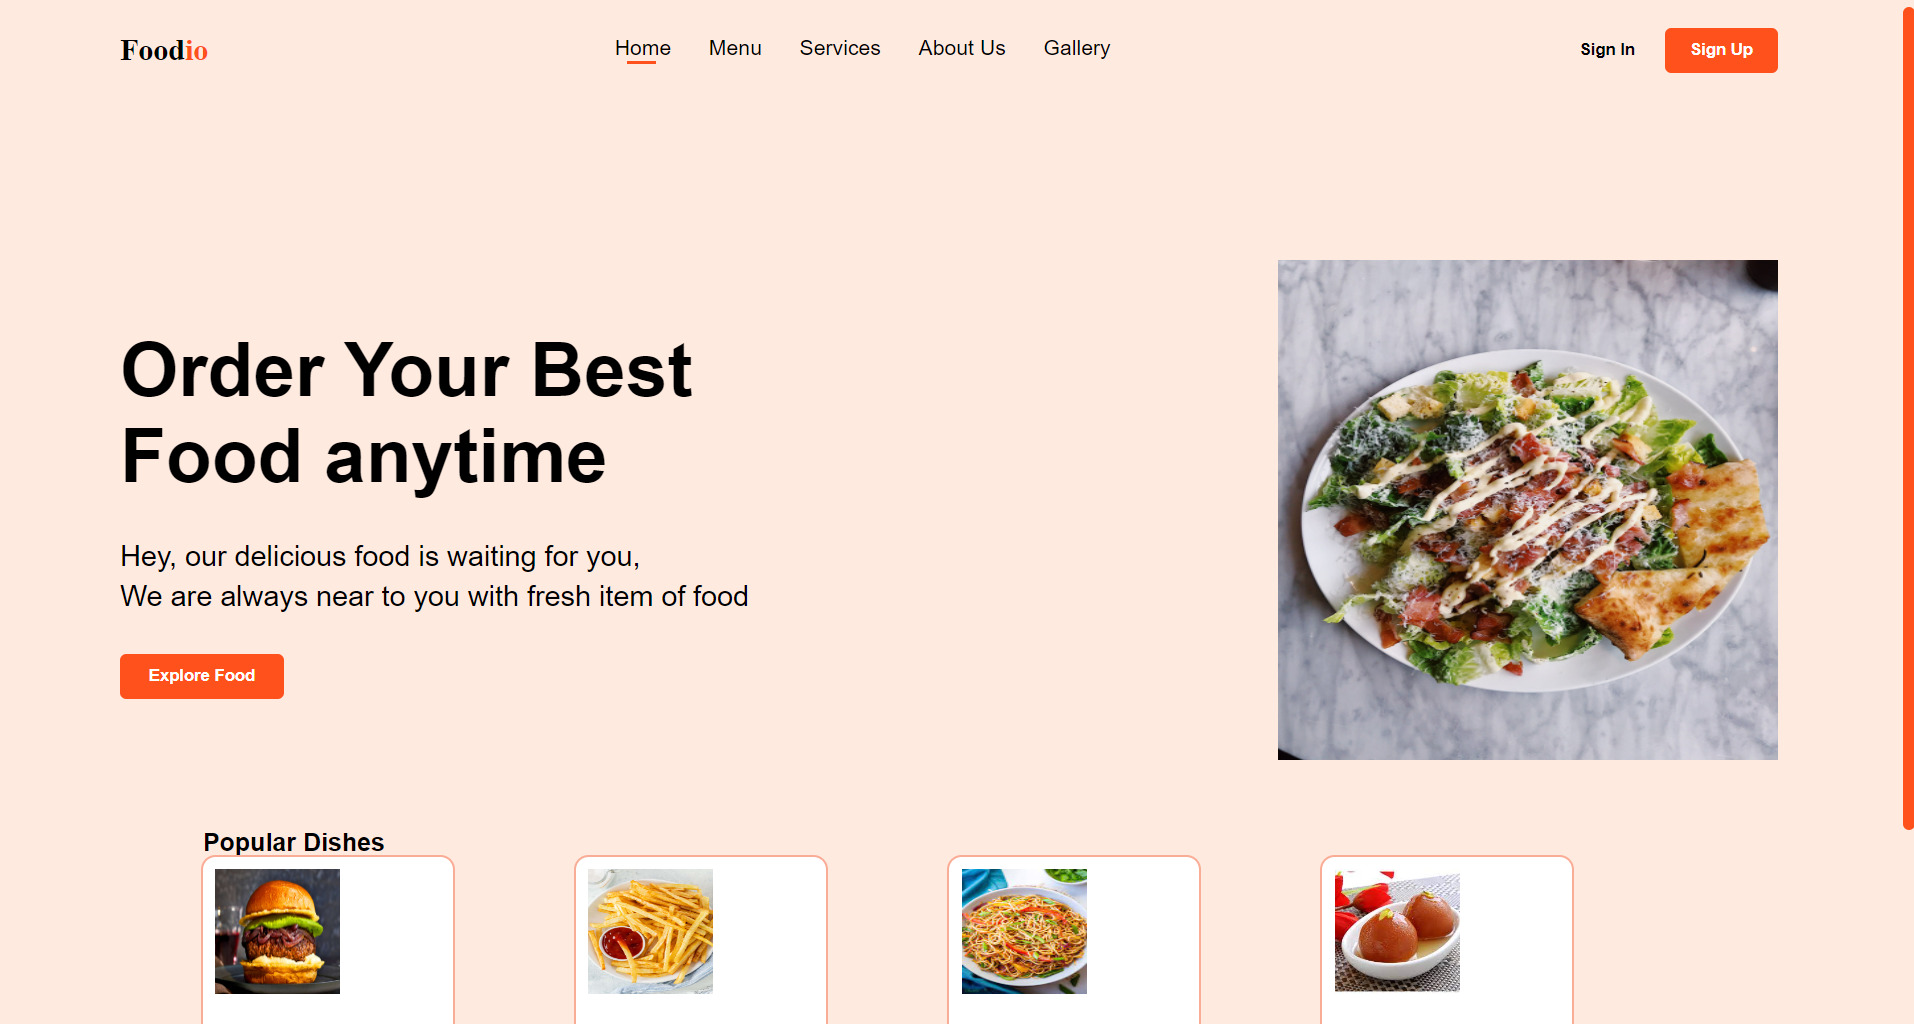 Foodio
Home Menu Services About Us Gallery
Sign In Sign Up
Order Your Best
Food anytime
Hey, our delicious food is waiting for you,
We are always near to you with fresh item of food
Explore Food
Popular Dishes